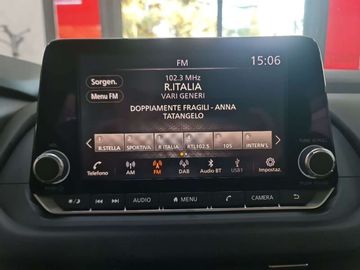 FM
15:06
Sorgen.
102.3 MHz
Menu FM
R.ITALIA
VARI GENERI
DOPPIAMENTE FRAGILI - ANNA
TATANGELO
R.STELLA SPORTIVA R ITALIA RTL102.5 105 INTERN'L
Telefono AM FM DAB Audio BT USB1 Impostaz.
AUDIO MENU CAMERA